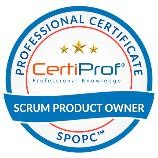 PROFESSIONAL CERTIFICATE
CertiProf®
Professional Knowledge
SCRUM PRODUCT OWNER
SPOPC™